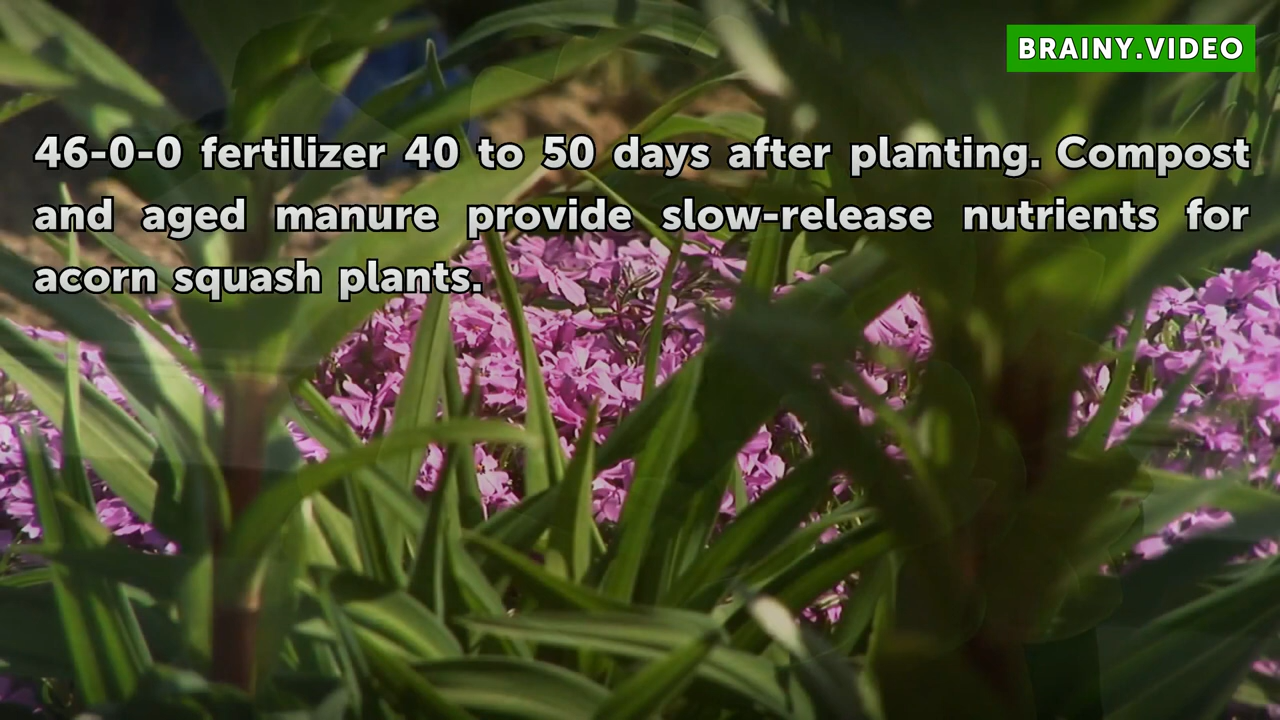 BRAINY.VIDEO
46-0-0 fertilizer 40 to 50 days after planting. Compost
and aged manure provide slow-release nutrients for
acorn squash plants.